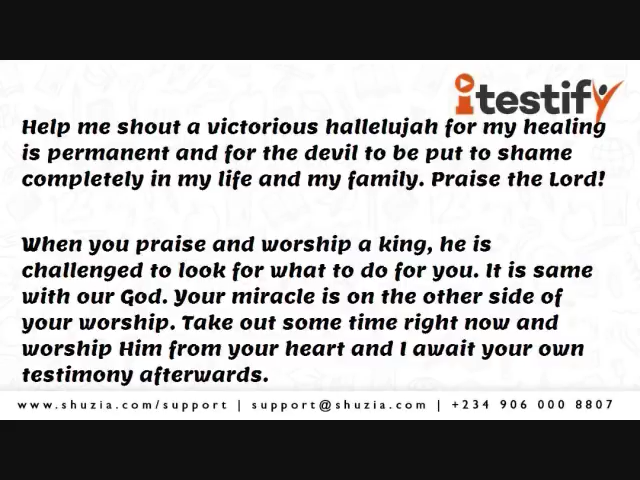 itestify
Help me shout a victorious hallelujah for my healing
is permanent and for the devil to be put to shame
completely in my life and my family. Praise the Lord!
When you praise and worship a king, he is
challenged to look for what to do for you. It is same
with our God. Your miracle is on the other side of
your worship. Take out some time right now and
worship Him from your heart and I await your own
testimony afterwards.
www.shuzia.com/support | support@shuzia.com | +234 906 000 8807